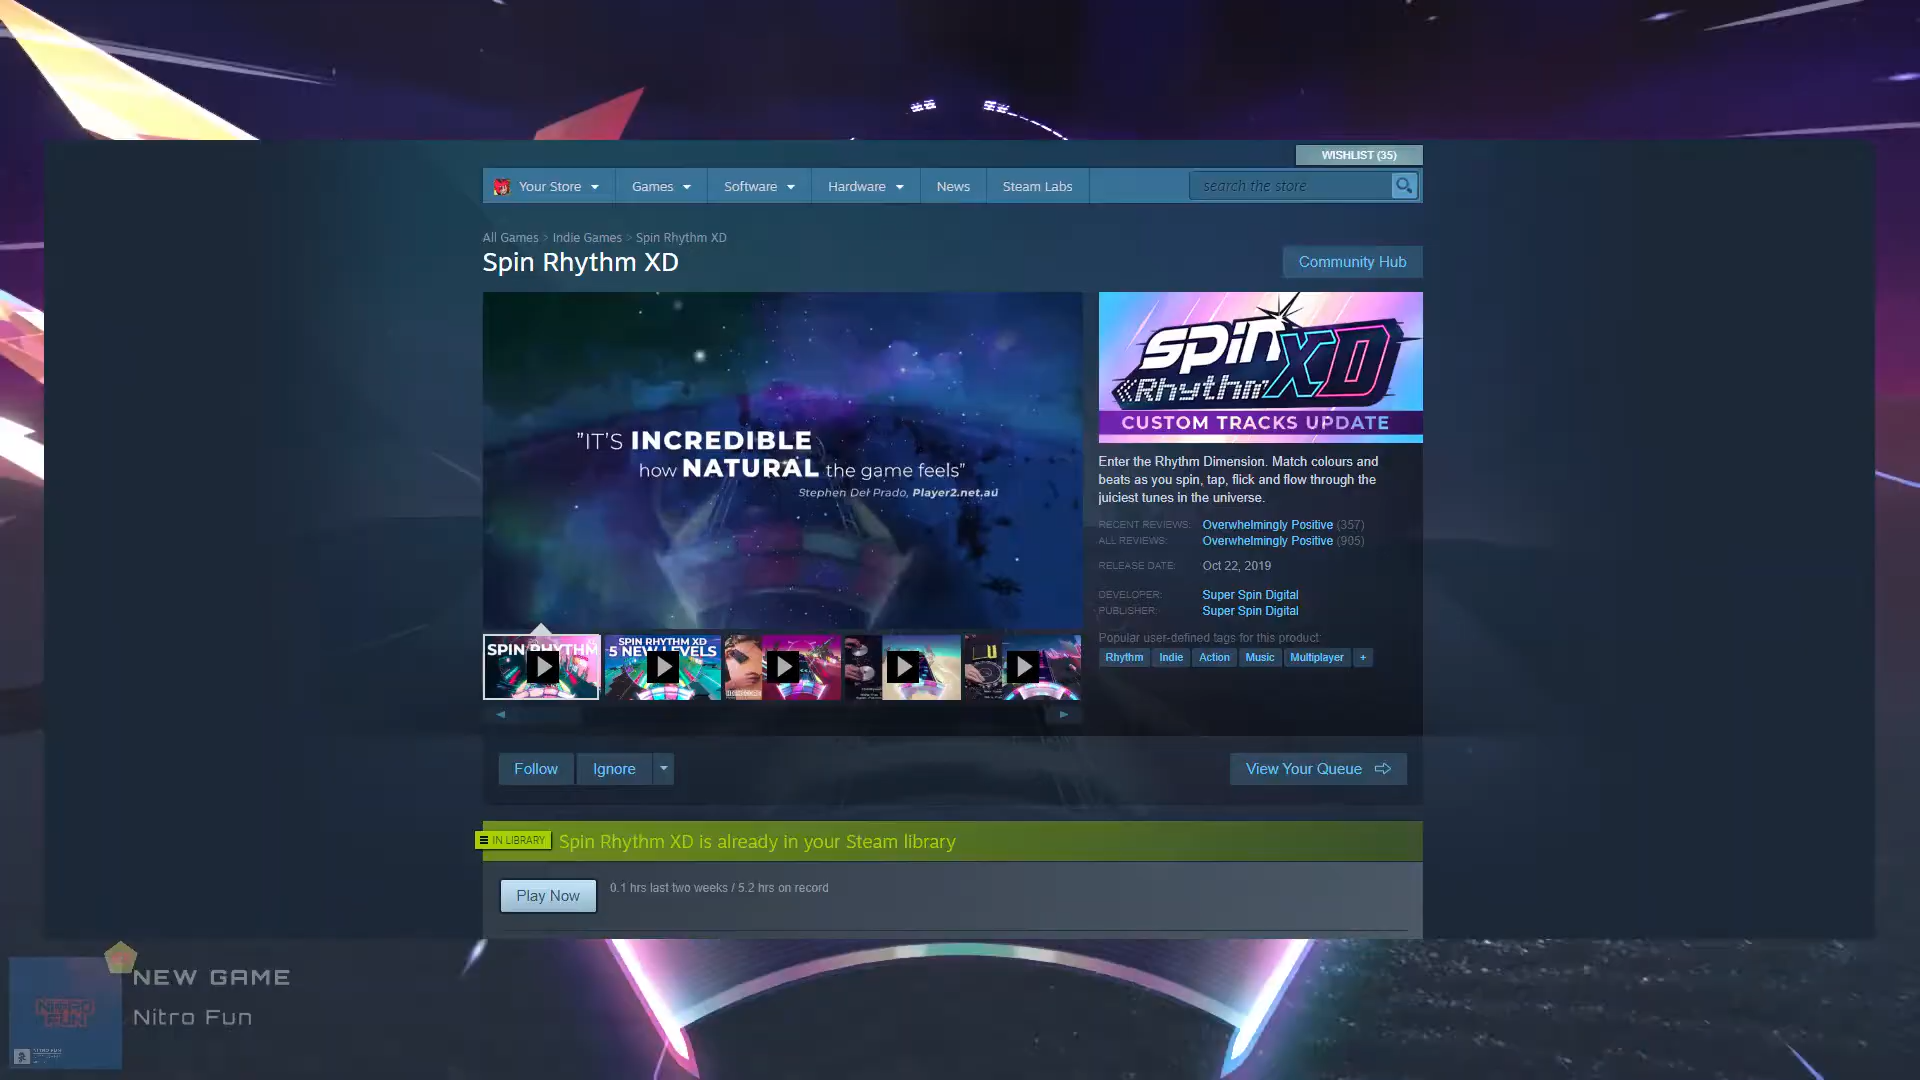 WISHLIST (35)
Your Store
Games
Software
Hardware
News
Steam Labs
search the store
All Games > Indie Games > Spin Rhythm XD
Spin Rhythm XD
Community Hub
"IT'S INCREDIBLE
how NATURAL the game feels"
Stephen Del Prado, Player2.net.au
SPIN RHYTHM
SPIN RHYTHM XD
5 NEW LEVELS
Spin
Rhythm XD
CUSTOM TRACKS UPDATE
Enter the Rhythm Dimension. Match colours and
beats as you spin, tap, flick and flow through the
juiciest tunes in the universe.
RECENT REVIEWS: Overwhelmingly Positive (357)
ALL REVIEWS: Overwhelmingly Positive (905)
RELEASE DATE: Oct 22, 2019
DEVELOPER: Super Spin Digital
PUBLISHER: Super Spin Digital
Popular user-defined tags for this product:
Rhythm Indie Action Music Multiplayer +
Follow
Ignore
View Your Queue
IN LIBRARY
Spin Rhythm XD is already in your Steam library
Play Now
0.1 hrs last two weeks / 5.2 hrs on record
NITRO
FUN
NEW GAME
Nitro Fun